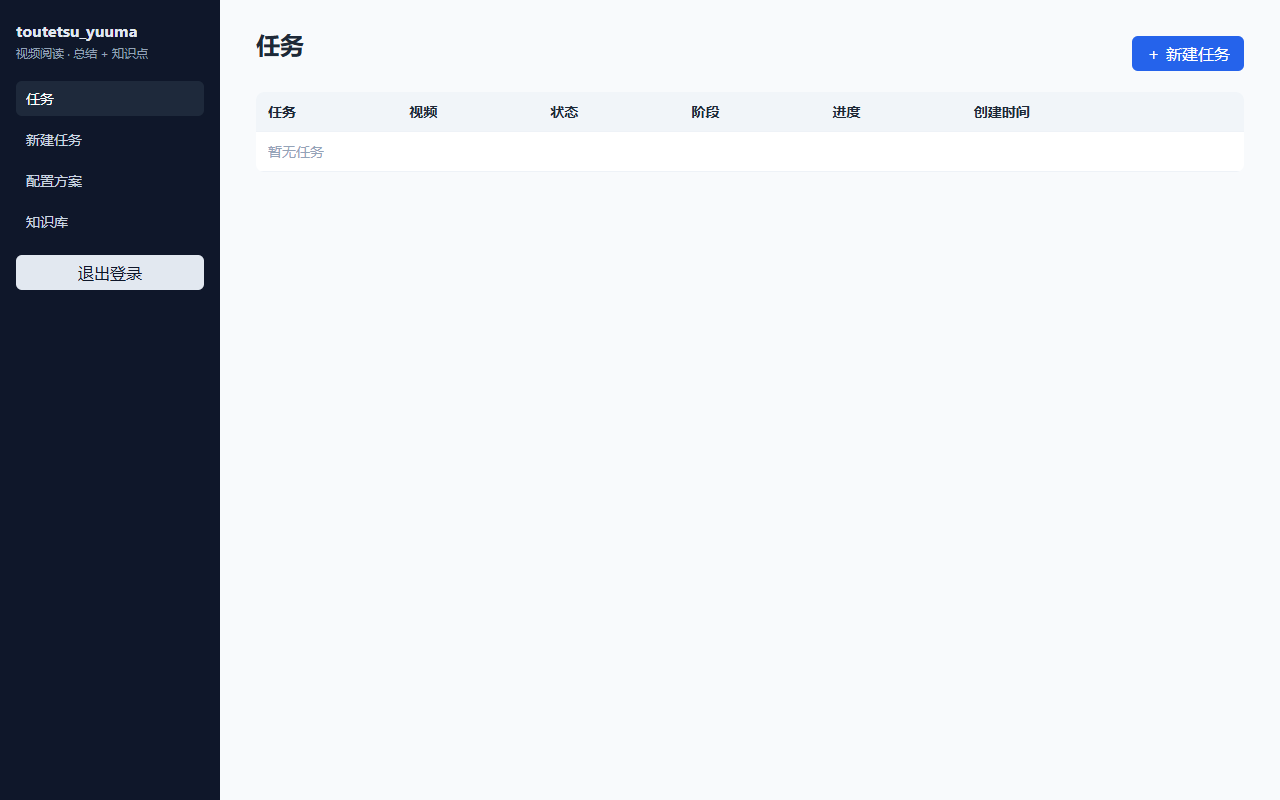 toutetsu_yuuma
视频阅读 · 总结 + 知识点
任务
新建任务
配置方案
知识库
退出登录
任务
+ 新建任务
任务 视频 状态 阶段 进度 创建时间
暂无任务